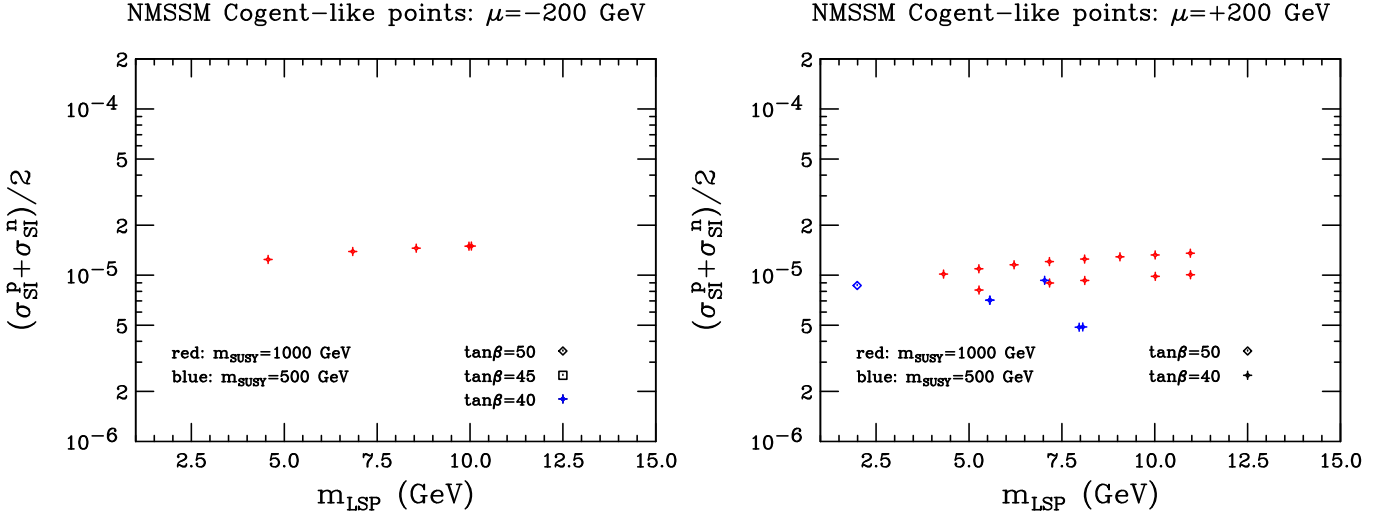 NMSSM Cogent-like points: μ=-200 GeV
2
10⁻⁴
5
2
10⁻⁵
5
2
10⁻⁶
(σ^p_SI+σ^n_SI)/2
red: m_SUSY=1000 GeV
blue: m_SUSY=500 GeV
tanβ=50
tanβ=45
tanβ=40
2.5 5.0 7.5 10.0 12.5 15.0
m_LSP (GeV)
NMSSM Cogent-like points: μ=+200 GeV
2
10⁻⁴
5
2
10⁻⁵
5
2
10⁻⁶
(σ^p_SI+σ^n_SI)/2
red: m_SUSY=1000 GeV
blue: m_SUSY=500 GeV
tanβ=50
tanβ=40
2.5 5.0 7.5 10.0 12.5 15.0
m_LSP (GeV)